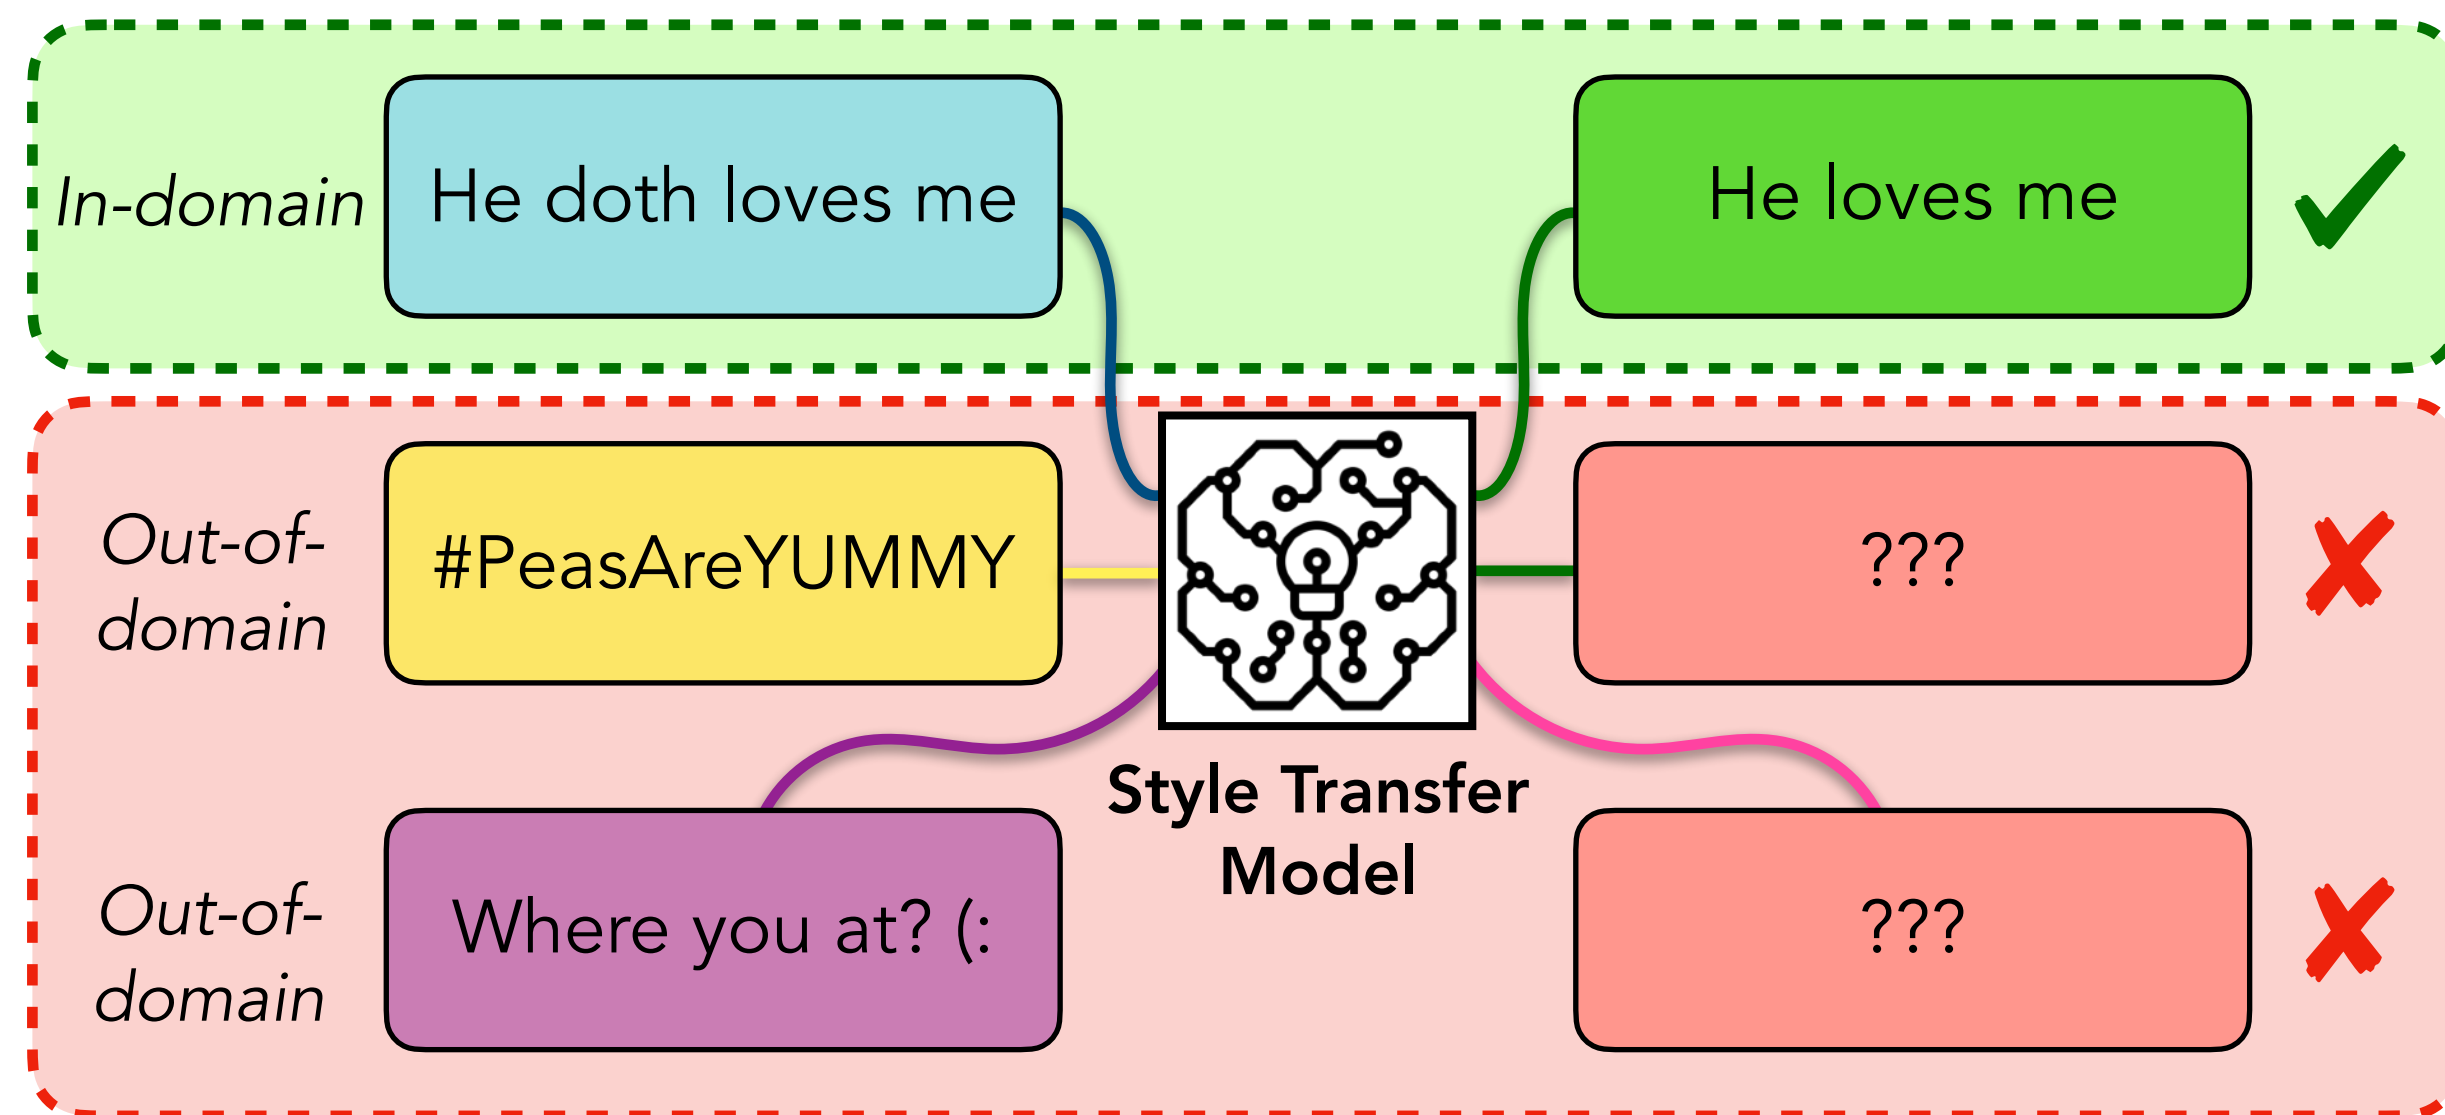 In-domain
He doth loves me
He loves me
Out-of-
domain
#PeasAreYUMMY
???
Style Transfer
Model
Out-of-
domain
Where you at? (:
???